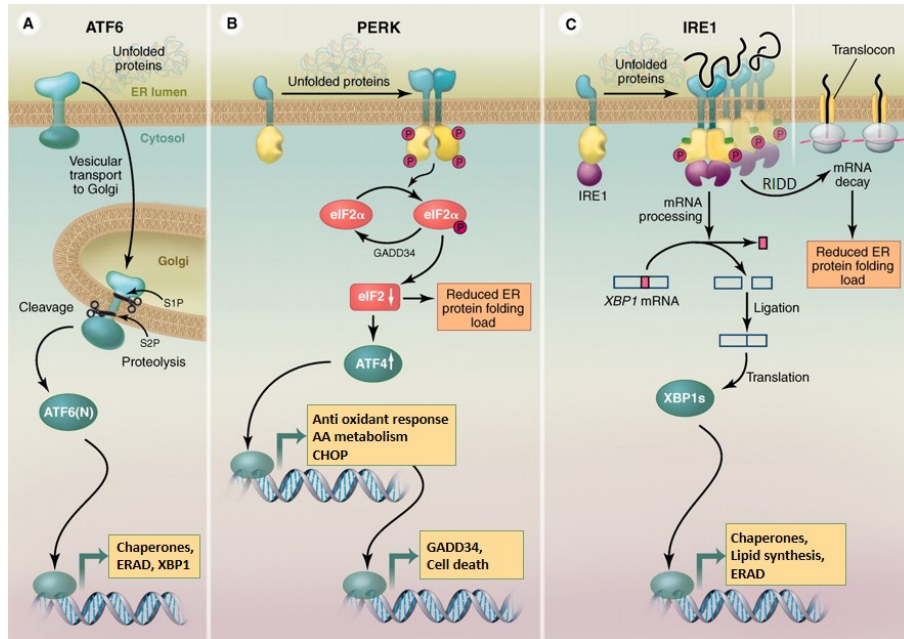 A
ATF6
Unfolded
proteins
ER lumen
Cytosol
Vesicular
transport
to Golgi
Golgi
Cleavage
S1P
S2P
Proteolysis
ATF6(N)
Chaperones,
ERAD, XBP1
B
PERK
Unfolded proteins
P
P
P
P
eIF2α
eIF2α
P
GADD34
eIF2
Reduced ER
protein folding
load
ATF4
Anti oxidant response
AA metabolism
CHOP
GADD34,
Cell death
C
IRE1
Unfolded
proteins
Translocon
P
P
P
IRE1
RIDD
mRNA
decay
mRNA
processing
Reduced ER
protein folding
load
XBP1 mRNA
Ligation
Translation
XBP1s
Chaperones,
Lipid synthesis,
ERAD